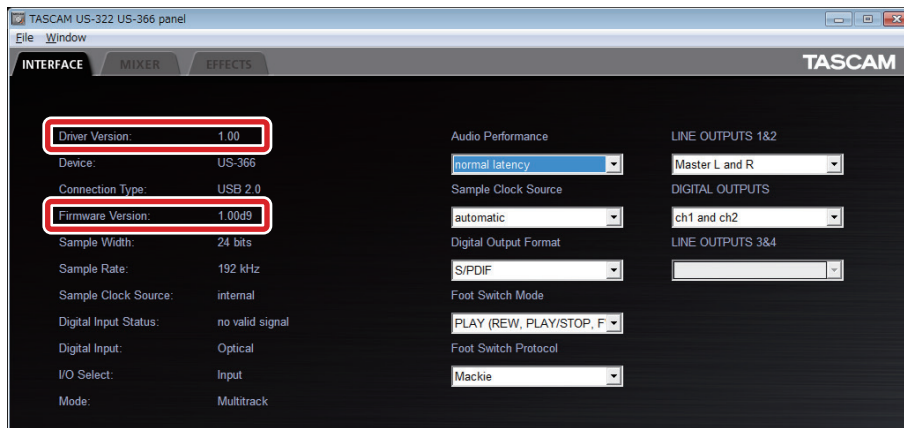 TASCAM US-322 US-366 panel
File Window
INTERFACE MIXER EFFECTS TASCAM
Driver Version: 1.00 Audio Performance LINE OUTPUTS 1&2
Device: US-366 normal latency Master L and R
Connection Type: USB 2.0 Sample Clock Source DIGITAL OUTPUTS
Firmware Version: 1.00d9 automatic ch1 and ch2
Sample Width: 24 bits Digital Output Format LINE OUTPUTS 3&4
Sample Rate: 192 kHz S/PDIF
Sample Clock Source: internal Foot Switch Mode
Digital Input Status: no valid signal PLAY (REW, PLAY/STOP, F
Digital Input: Optical Foot Switch Protocol
I/O Select: Input Mackie
Mode: Multitrack